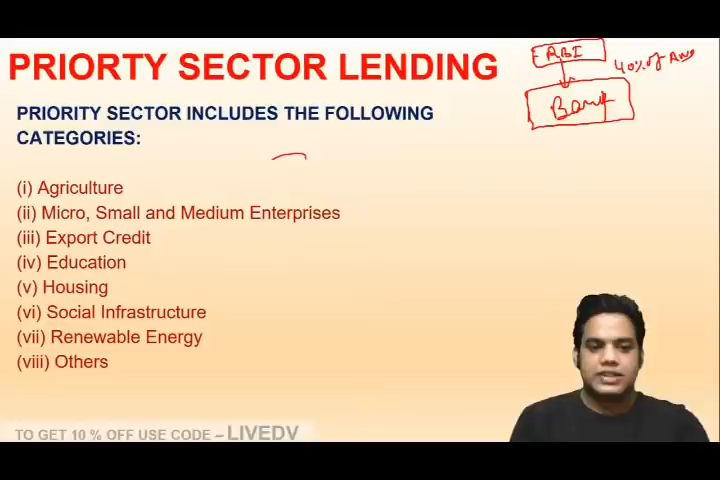 PRIORTY SECTOR LENDING
RBI
40% of
Bank
PRIORITY SECTOR INCLUDES THE FOLLOWING
CATEGORIES:
(i) Agriculture
(ii) Micro, Small and Medium Enterprises
(iii) Export Credit
(iv) Education
(v) Housing
(vi) Social Infrastructure
(vii) Renewable Energy
(viii) Others
TO GET 10 % OFF USE CODE – LIVEDV